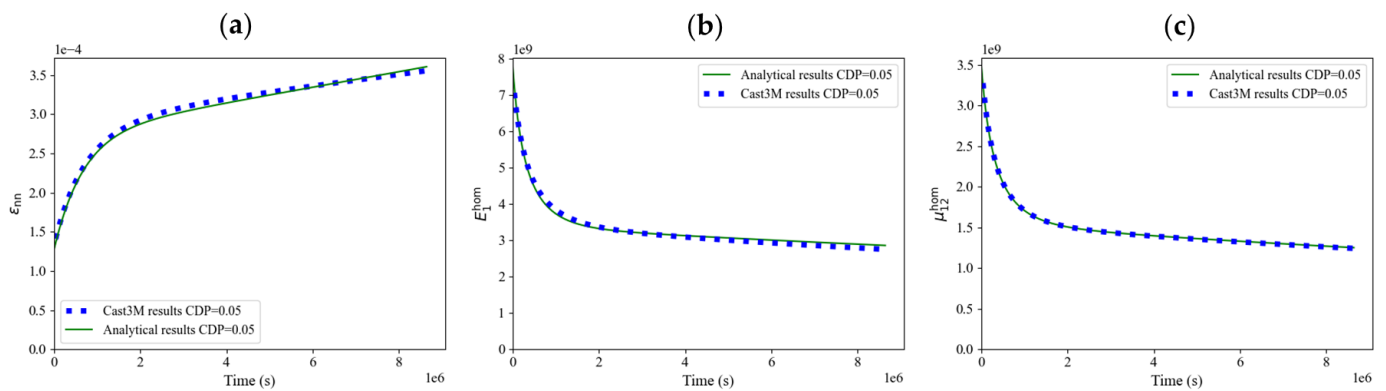 (a)
1e−4
3.5
3.0
2.5
2.0
1.5
1.0
0.5
0.0
εnn
Cast3M results CDP=0.05
Analytical results CDP=0.05
0 2 4 6 8
Time (s)
1e6
(b)
1e9
8
7
6
5
4
3
2
1
0
E₁ʰᵒᵐ
Analytical results CDP=0.05
Cast3M results CDP=0.05
0 2 4 6 8
Time (s)
1e6
(c)
1e9
3.5
3.0
2.5
2.0
1.5
1.0
0.5
0.0
μ₁₂ʰᵒᵐ
Analytical results CDP=0.05
Cast3M results CDP=0.05
0 2 4 6 8
Time (s)
1e6